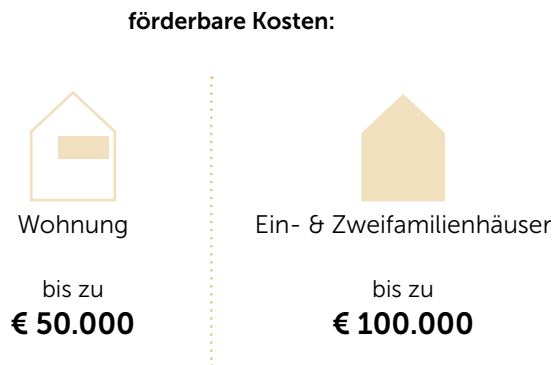 förderbare Kosten:
Wohnung
bis zu
€ 50.000
Ein- & Zweifamilienhäuser
bis zu
€ 100.000